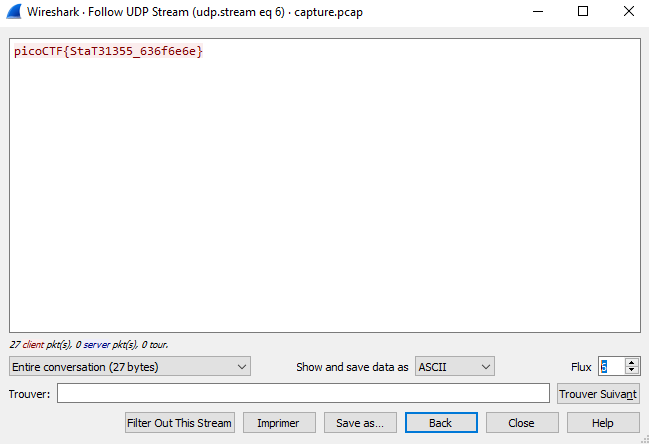 Wireshark · Follow UDP Stream (udp.stream eq 6) · capture.pcap
picoCTF{StaT31355_636f6e6e}
27 client pkt(s), 0 server pkt(s), 0 tour.
Entire conversation (27 bytes) Show and save data as ASCII Flux 6
Trouver: Trouver Suivant
Filter Out This Stream Imprimer Save as... Back Close Help